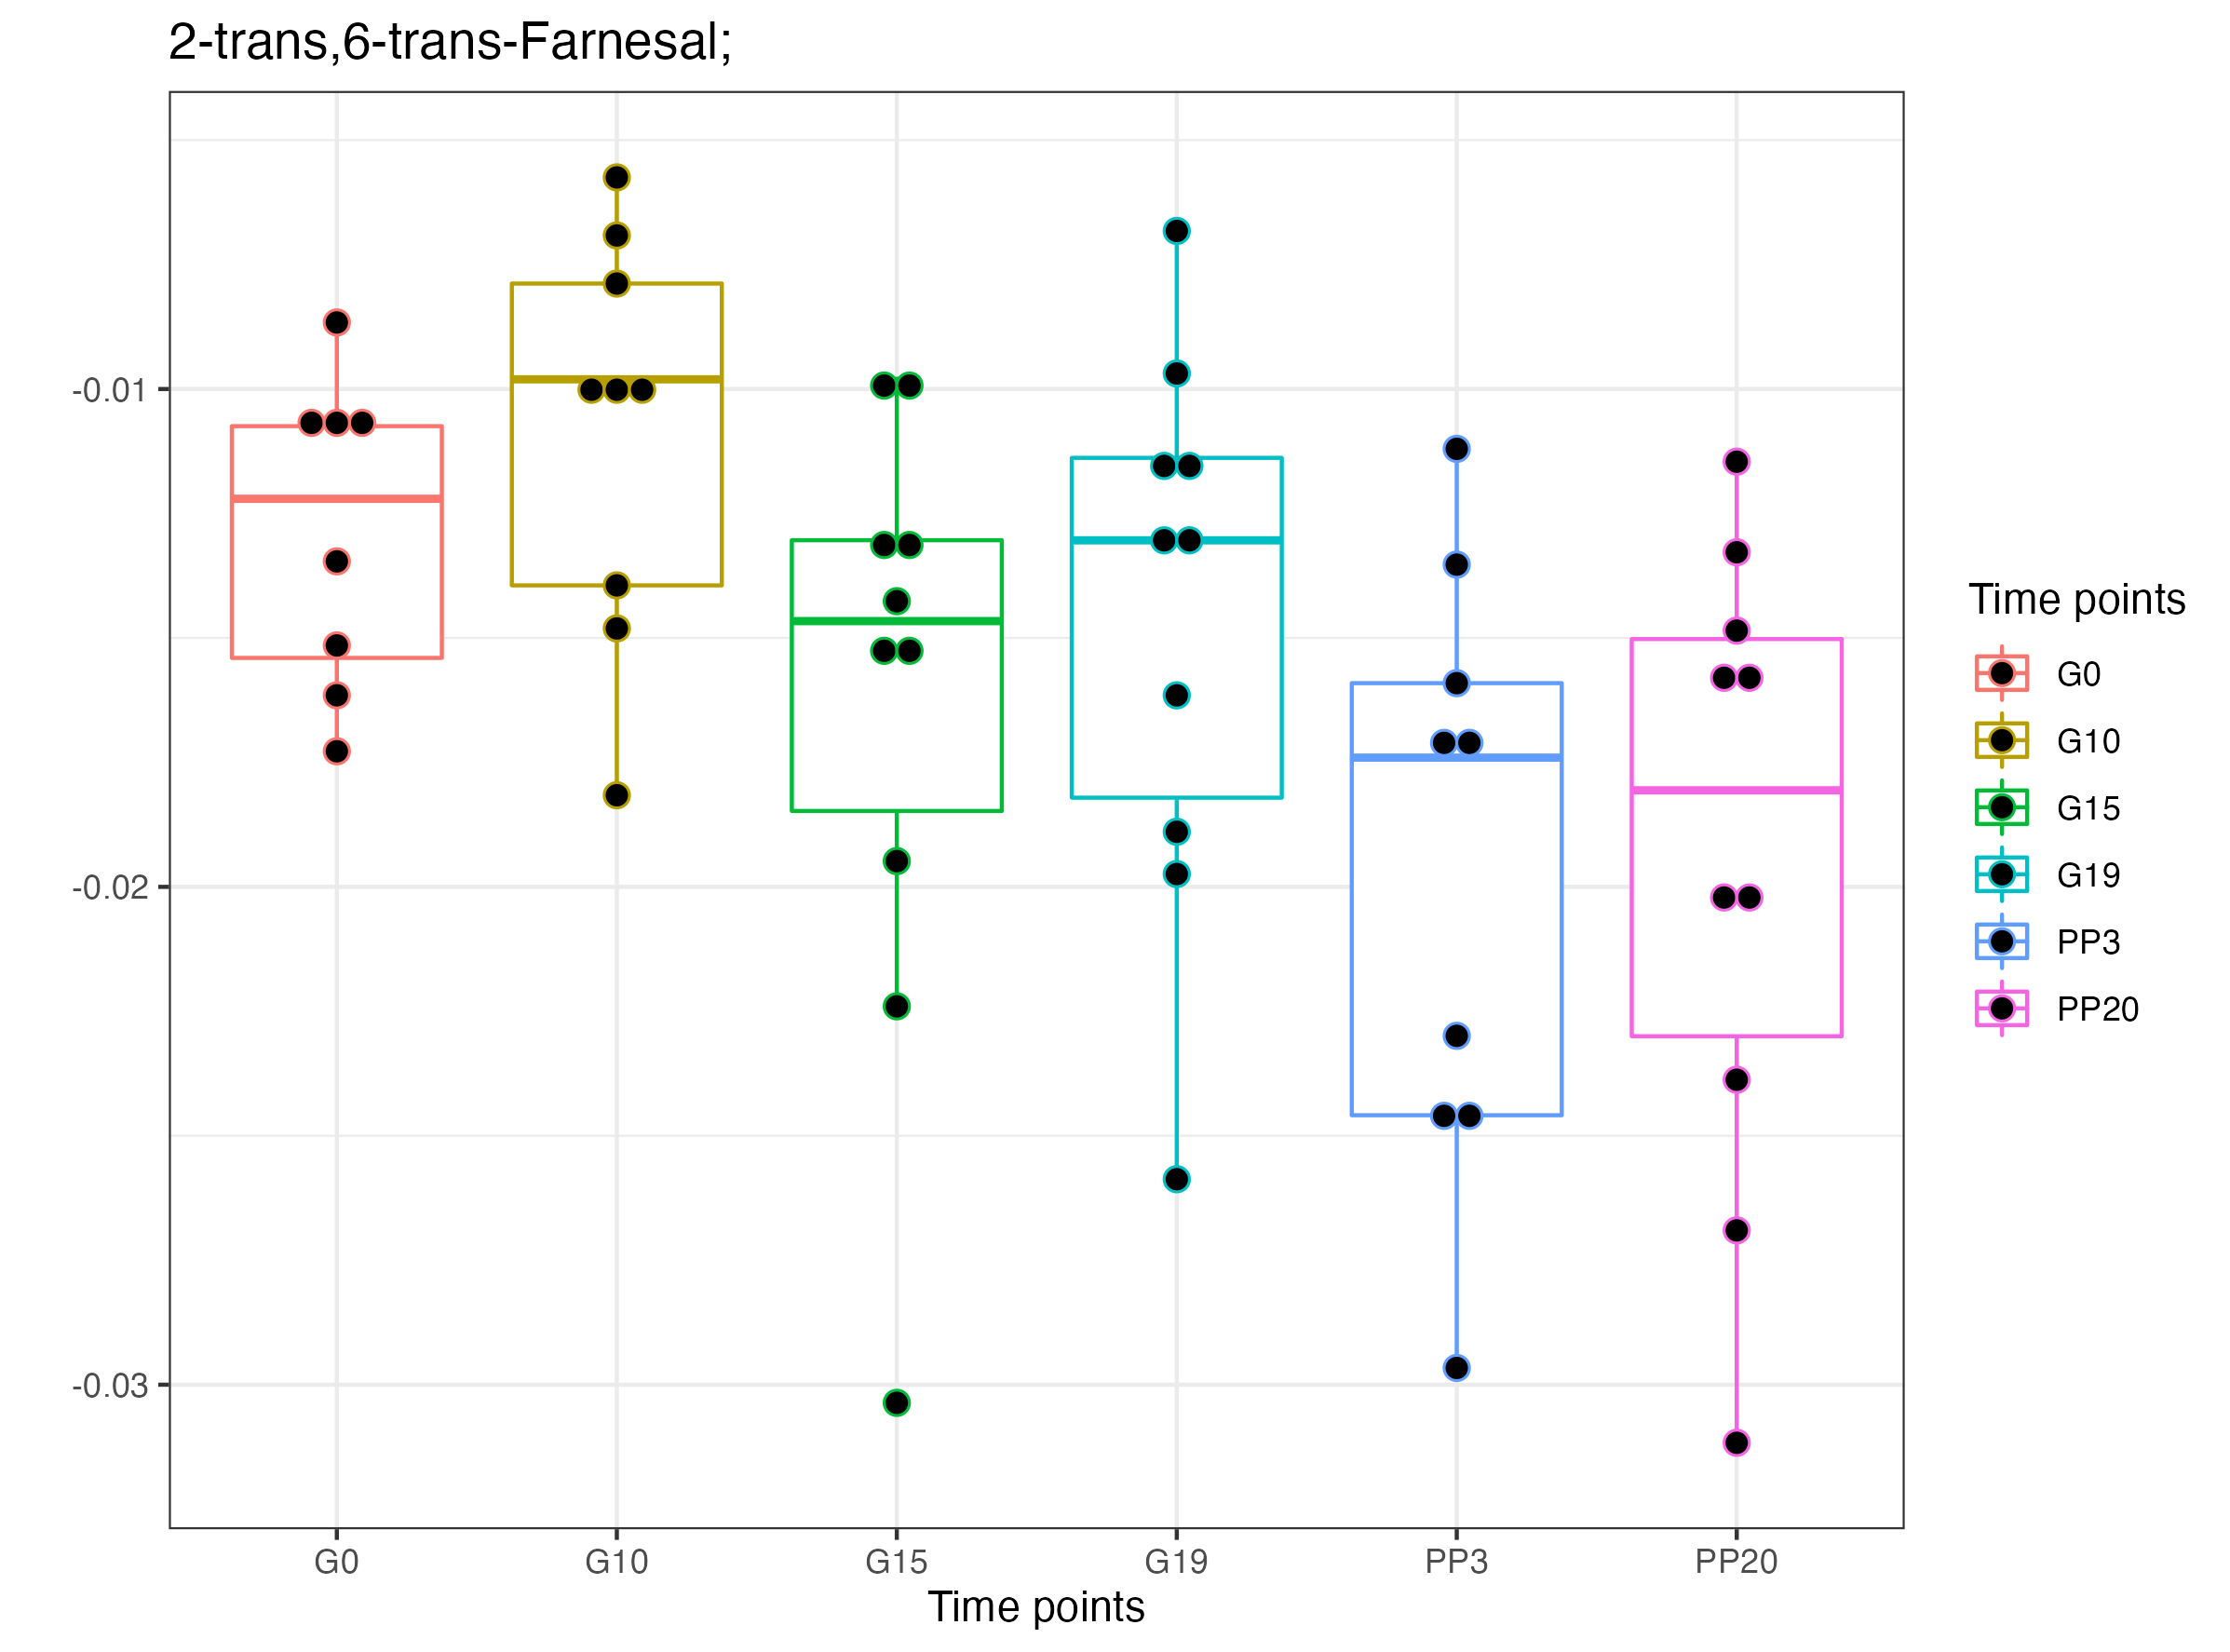 2-trans,6-trans-Farnesal;
-0.01
-0.02
-0.03
G0 G10 G15 G19 PP3 PP20
Time points
Time points
G0
G10
G15
G19
PP3
PP20